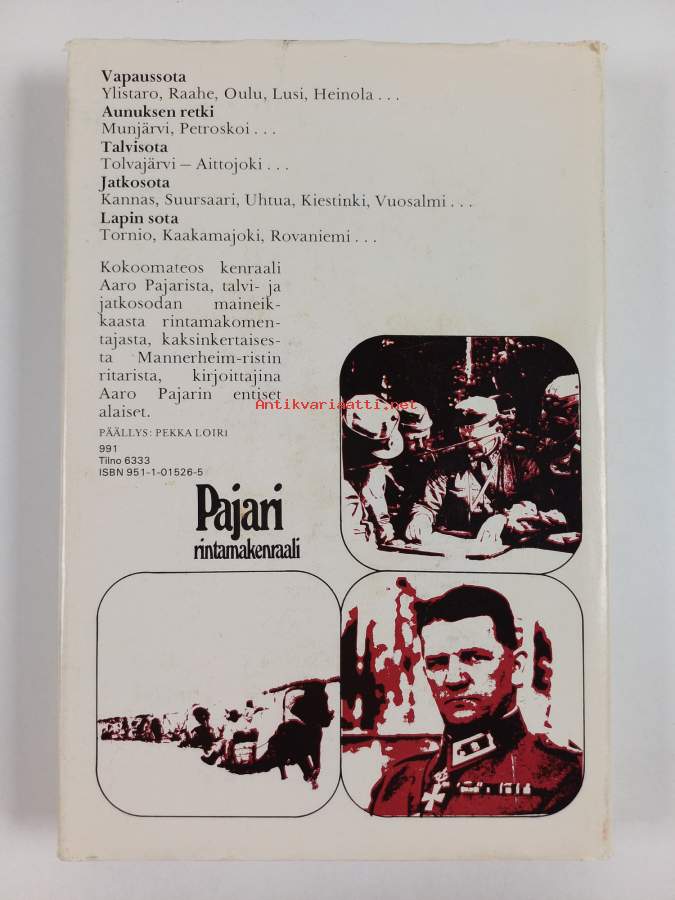 Vapaussota
Ylistaro, Raahe, Oulu, Lusi, Heinola . . .
Aunuksen retki
Munjärvi, Petroskoi . . .
Talvisota
Tolvajärvi – Aittojoki . . .
Jatkosota
Kannas, Suursaari, Uhtua, Kiestinki, Vuosalmi . . .
Lapin sota
Tornio, Kaakamajoki, Rovaniemi . . .
Kokoomateos kenraali
Aaro Pajarista, talvi- ja
jatkosodan maineik-
kaasta rintamakomen-
tajasta, kaksinkertaises-
ta Mannerheim-ristin
ritarista, kirjoittajina
Aaro Pajarin entiset
alaiset.
PÄÄLLYS: PEKKA LOIRI
991
Tilno 6333
ISBN 951-1-01526-5
Pajari
rintamakenraali
Antikvariaatti.net